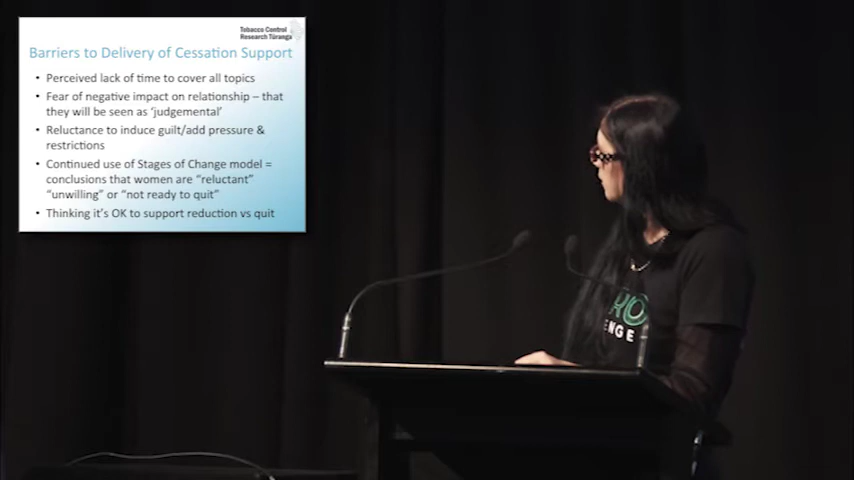 Tobacco Control
Research Tūranga
Barriers to Delivery of Cessation Support
• Perceived lack of time to cover all topics
• Fear of negative impact on relationship – that
they will be seen as ‘judgemental’
• Reluctance to induce guilt/add pressure &
restrictions
• Continued use of Stages of Change model =
conclusions that women are “reluctant”
“unwilling” or “not ready to quit”
• Thinking it’s OK to support reduction vs quit
ENGE